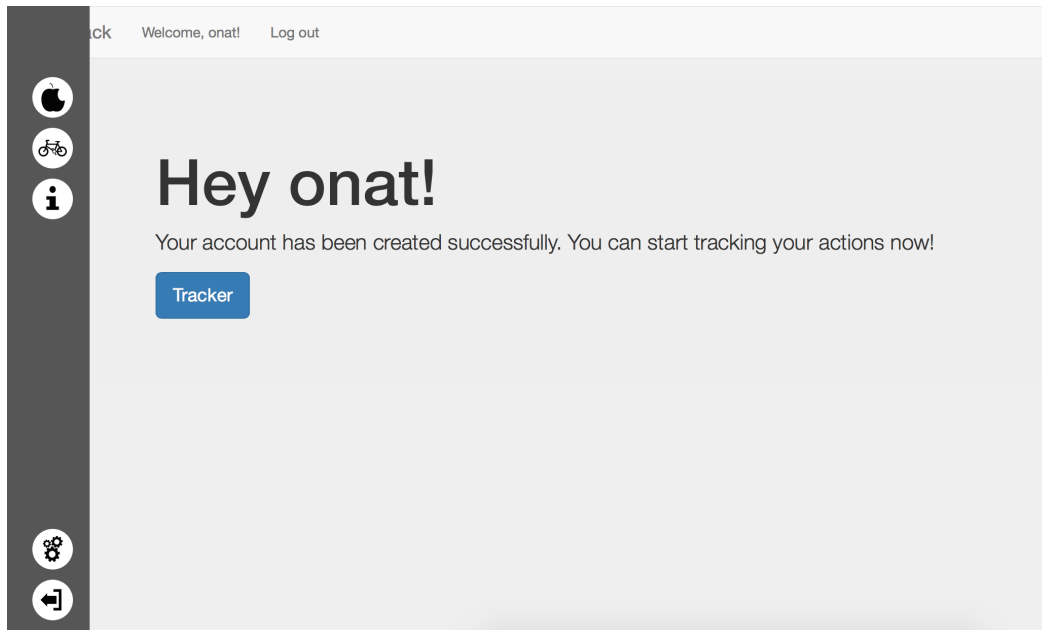 ack Welcome, onat! Log out
Hey onat!
Your account has been created successfully. You can start tracking your actions now!
Tracker